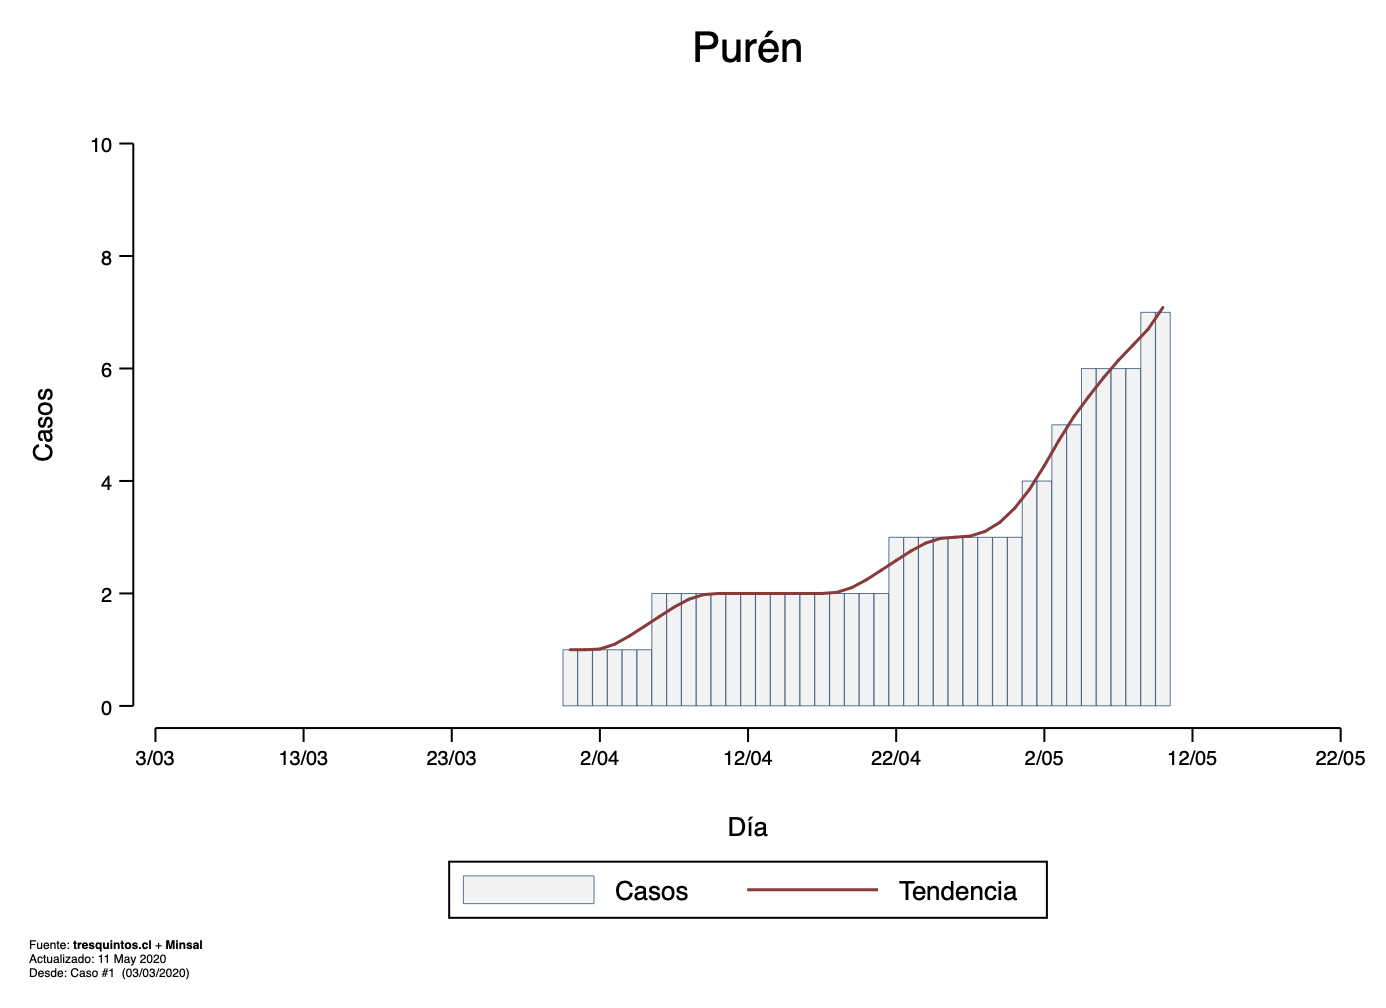 Purén
10
8
6
4
2
0
Casos
3/03 13/03 23/03 2/04 12/04 22/04 2/05 12/05 22/05
Día
Casos Tendencia
Fuente: tresquintos.cl + Minsal
Actualizado: 11 May 2020
Desde: Caso #1 (03/03/2020)